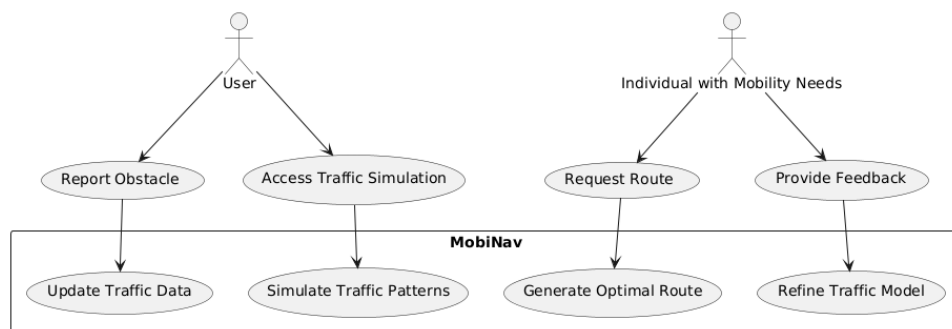 User
Individual with Mobility Needs
Report Obstacle
Access Traffic Simulation
Request Route
Provide Feedback
MobiNav
Update Traffic Data
Simulate Traffic Patterns
Generate Optimal Route
Refine Traffic Model